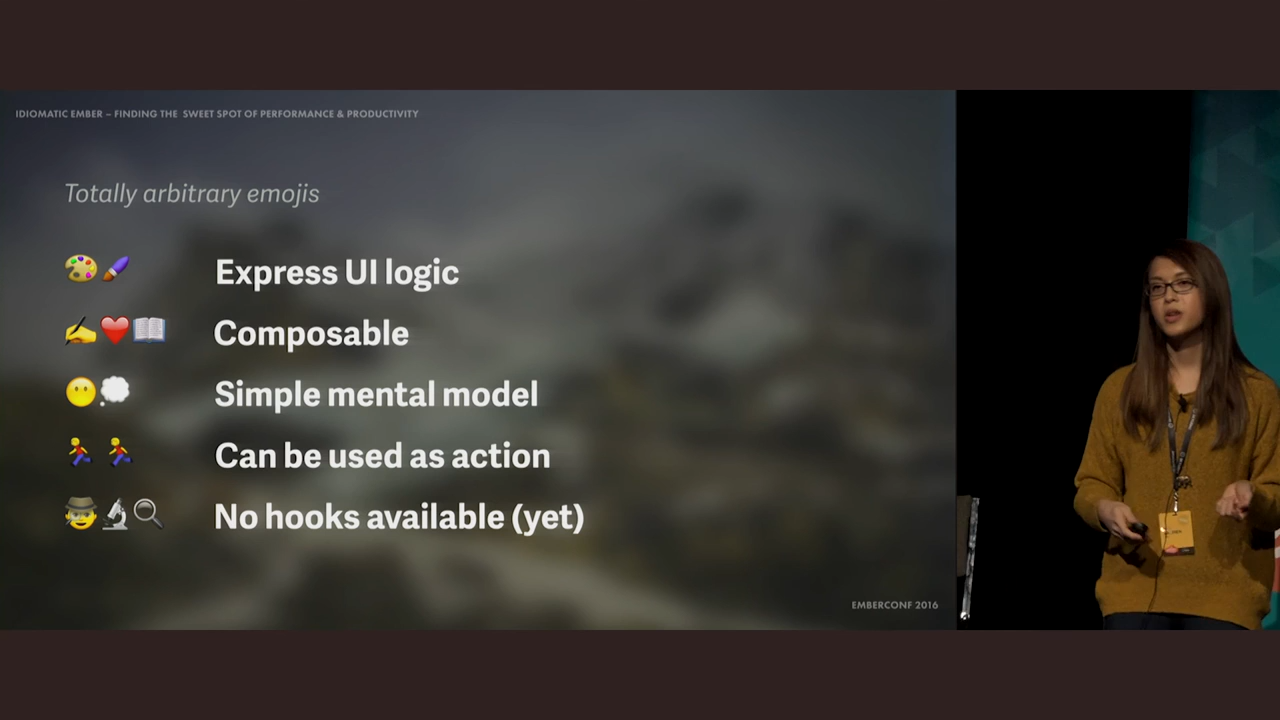 IDIOMATIC EMBER – FINDING THE SWEET SPOT OF PERFORMANCE & PRODUCTIVITY
Totally arbitrary emojis
Express UI logic
Composable
Simple mental model
Can be used as action
No hooks available (yet)
EMBERCONF 2016